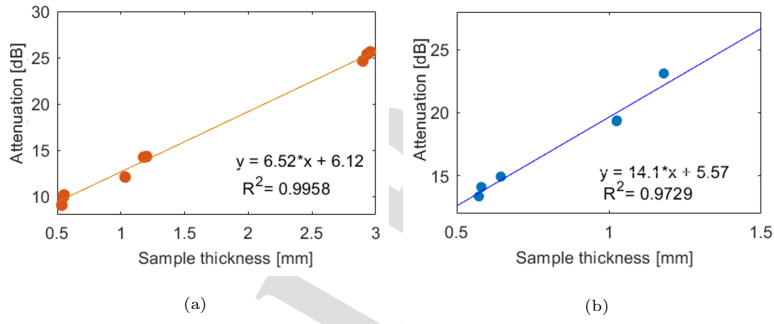 30
25
20
15
10
Attenuation [dB]
y = 6.52*x + 6.12
R2= 0.9958
0.5 1 1.5 2 2.5 3
Sample thickness [mm]
(a)
25
20
15
Attenuation [dB]
y = 14.1*x + 5.57
R2= 0.9729
0.5 1 1.5
Sample thickness [mm]
(b)